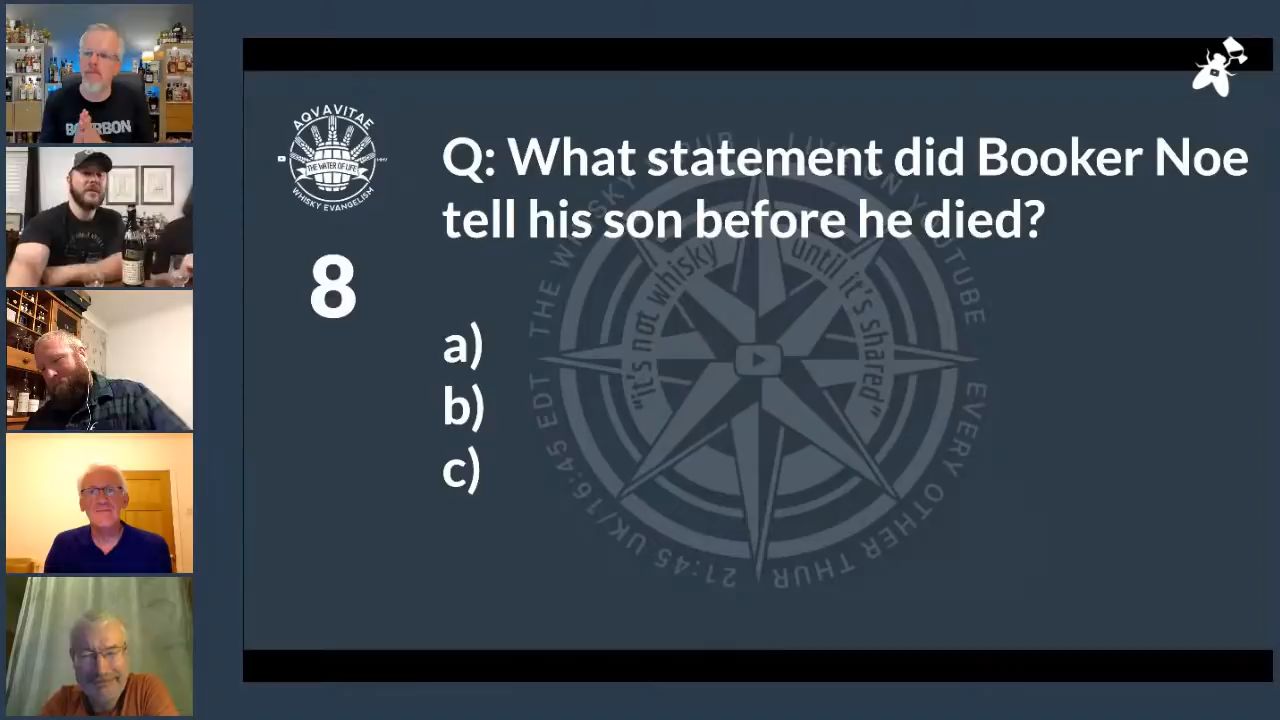 BOURBON
AQVAVITAE
THE WATER OF LIFE
WHISKY EVANGELISM
8
Q: What statement did Booker Noe
tell his son before he died?
a)
b)
c)
"it's not whisky until it's shared"
EVERY OTHER THUR 21:45 UK/16:45 EDT THE WHISKY
LIVE ON YOUTUBE